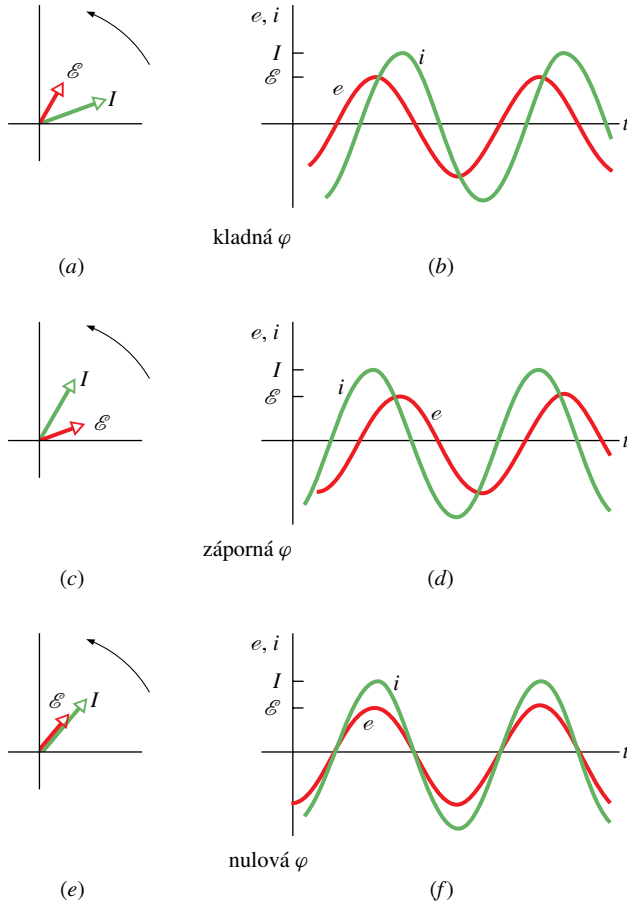 e, i
I
ℰ
ℰ
I
e
i
t
kladná φ
(a)
(b)
e, i
I
ℰ
I
ℰ
i
e
t
záporná φ
(c)
(d)
e, i
I
ℰ
ℰ
I
i
e
t
nulová φ
(e)
(f)